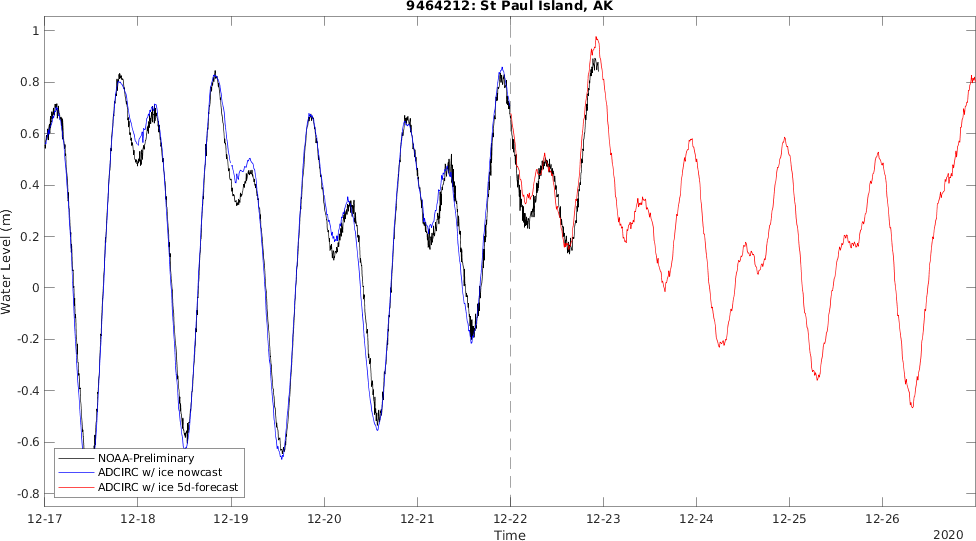 9464212: St Paul Island, AK
Water Level (m)
1
0.8
0.6
0.4
0.2
0
-0.2
-0.4
-0.6
-0.8
NOAA-Preliminary
ADCIRC w/ ice nowcast
ADCIRC w/ ice 5d-forecast
12-17 12-18 12-19 12-20 12-21 12-22 12-23 12-24 12-25 12-26
Time
2020